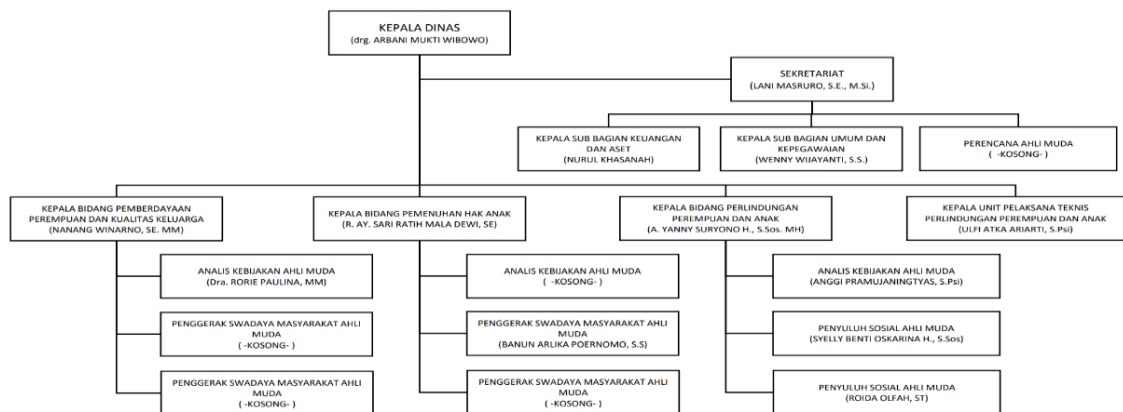 KEPALA DINAS
(drg. ARBANI MUKTI WIBOWO)
SEKRETARIAT
(LANI MASRURO, S.E., M.Si.)
KEPALA SUB BAGIAN KEUANGAN
DAN ASET
(NURUL KHASANAH)
KEPALA SUB BAGIAN UMUM DAN
KEPEGAWAIAN
(WENNY WIJAYANTI, S.S.)
PERENCANA AHLI MUDA
( -KOSONG- )
KEPALA BIDANG PEMBERDAYAAN
PEREMPUAN DAN KUALITAS KELUARGA
(NANANG WINARNO, SE. MM)
KEPALA BIDANG PEMENUHAN HAK ANAK
(R. AY. SARI RATIH MALA DEWI, SE)
KEPALA BIDANG PERLINDUNGAN
PEREMPUAN DAN ANAK
(A. YANNY SURYONO H., S.Sos. MH)
KEPALA UNIT PELAKSANA TEKNIS
PERLINDUNGAN PEREMPUAN DAN ANAK
(ULFI ATKA ARIARTI, S.Psi)
ANALIS KEBIJAKAN AHLI MUDA
(Dra. RORIE PAULINA, MM)
PENGGERAK SWADAYA MASYARAKAT AHLI
MUDA
( -KOSONG- )
PENGGERAK SWADAYA MASYARAKAT AHLI
MUDA
( -KOSONG- )
ANALIS KEBIJAKAN AHLI MUDA
( -KOSONG- )
PENGGERAK SWADAYA MASYARAKAT AHLI
MUDA
(BANUN ARLIKA POERNOMO, S.S)
PENGGERAK SWADAYA MASYARAKAT AHLI
MUDA
( -KOSONG- )
ANALIS KEBIJAKAN AHLI MUDA
(ANGGI PRAMUJANINGTYAS, S.Psi)
PENYULUH SOSIAL AHLI MUDA
(SYELLY BENTI OSKARINA H., S.Sos)
PENYULUH SOSIAL AHLI MUDA
(ROIDA OLFAH, ST)